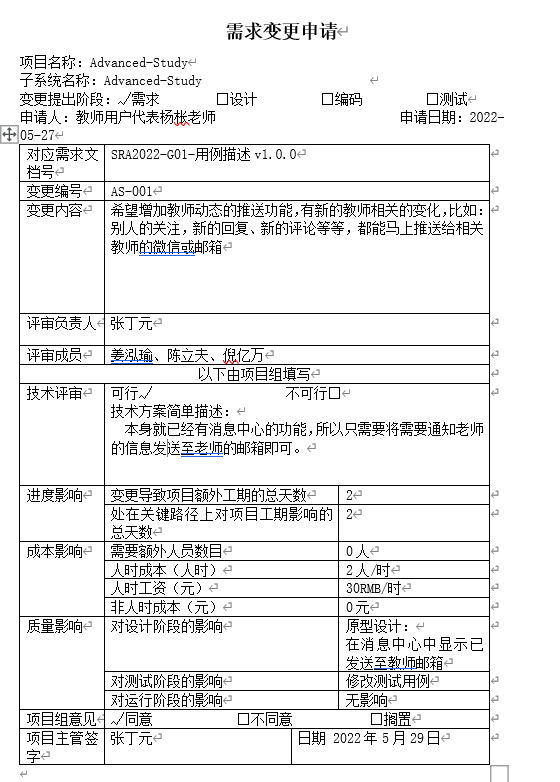 需求变更申请
项目名称：Advanced-Study
子系统名称：Advanced-Study
变更提出阶段：✓需求 □设计 □编码 □测试
申请人：教师用户代表杨枨老师 申请日期：2022-
05-27
对应需求文 SRA2022-G01-用例描述 v1.0.0
档号
变更编号 AS-001
变更内容 希望增加教师动态的推送功能，有新的教师相关的变化，比如：
别人的关注，新的回复、新的评论等等，都能马上推送给相关
教师的微信或邮箱
评审负责人 张丁元
评审成员 姜泓瑜、陈立夫、倪亿万
以下由项目组填写
技术评审 可行✓ 不可行□
技术方案简单描述：
本身就已经有消息中心的功能，所以只需要将需要通知老师
的信息发送至老师的邮箱即可。
进度影响 变更导致项目额外工期的总天数 2
处在关键路径上对项目工期影响的 2
总天数
成本影响 需要额外人员数目 0 人
人时成本（人时） 2 人/时
人时工资（元） 30RMB/时
非人时成本（元） 0 元
质量影响 对设计阶段的影响 原型设计：
在消息中心中显示已
发送至教师邮箱
对测试阶段的影响 修改测试用例
对运行阶段的影响 无影响
项目组意见 ✓同意 □不同意 □搁置
项目主管签 张丁元 日期 2022 年 5 月 29 日
字